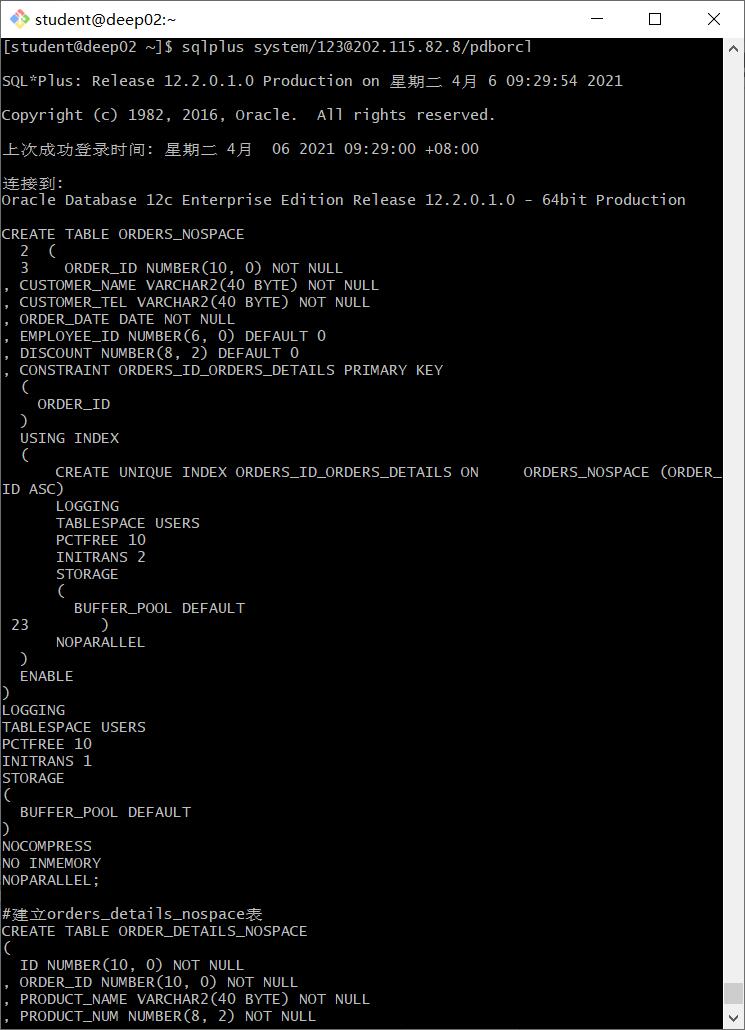 student@deep02:~
[student@deep02 ~]$ sqlplus system/123@202.115.82.8/pdborcl
SQL*Plus: Release 12.2.0.1.0 Production on 星期二 4月 6 09:29:54 2021
Copyright (c) 1982, 2016, Oracle.  All rights reserved.
上次成功登录时间: 星期二 4月  06 2021 09:29:00 +08:00
连接到:
Oracle Database 12c Enterprise Edition Release 12.2.0.1.0 - 64bit Production
CREATE TABLE ORDERS_NOSPACE
  2  (
  3    ORDER_ID NUMBER(10, 0) NOT NULL
, CUSTOMER_NAME VARCHAR2(40 BYTE) NOT NULL
, CUSTOMER_TEL VARCHAR2(40 BYTE) NOT NULL
, ORDER_DATE DATE NOT NULL
, EMPLOYEE_ID NUMBER(6, 0) DEFAULT 0
, DISCOUNT NUMBER(8, 2) DEFAULT 0
, CONSTRAINT ORDERS_ID_ORDERS_DETAILS PRIMARY KEY
  (
    ORDER_ID
  )
  USING INDEX
  (
      CREATE UNIQUE INDEX ORDERS_ID_ORDERS_DETAILS ON     ORDERS_NOSPACE (ORDER_
ID ASC)
      LOGGING
      TABLESPACE USERS
      PCTFREE 10
      INITRANS 2
      STORAGE
      (
        BUFFER_POOL DEFAULT
 23        )
      NOPARALLEL
  )
  ENABLE
)
LOGGING
TABLESPACE USERS
PCTFREE 10
INITRANS 1
STORAGE
(
  BUFFER_POOL DEFAULT
)
NOCOMPRESS
NO INMEMORY
NOPARALLEL;
#建立orders_details_nospace表
CREATE TABLE ORDER_DETAILS_NOSPACE
(
  ID NUMBER(10, 0) NOT NULL
, ORDER_ID NUMBER(10, 0) NOT NULL
, PRODUCT_NAME VARCHAR2(40 BYTE) NOT NULL
, PRODUCT_NUM NUMBER(8, 2) NOT NULL